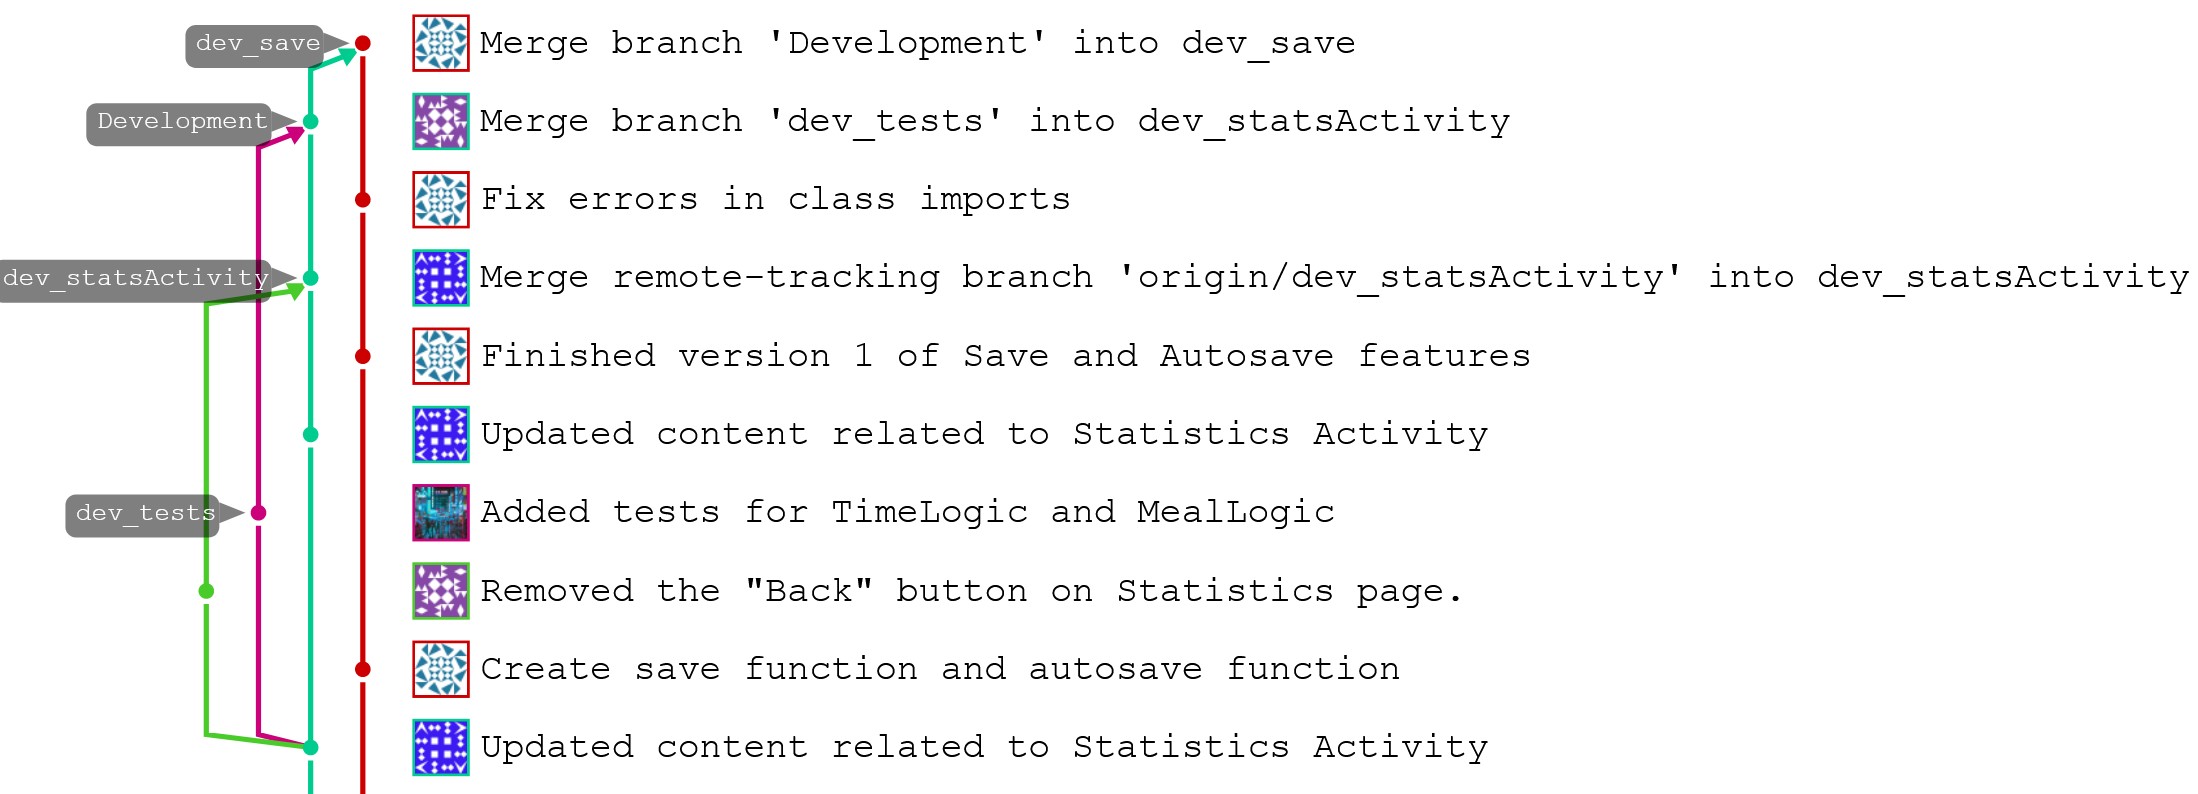 dev_save
Merge branch 'Development' into dev_save
Development
Merge branch 'dev_tests' into dev_statsActivity
Fix errors in class imports
dev_statsActivity
Merge remote-tracking branch 'origin/dev_statsActivity' into dev_statsActivity
Finished version 1 of Save and Autosave features
Updated content related to Statistics Activity
dev_tests
Added tests for TimeLogic and MealLogic
Removed the "Back" button on Statistics page.
Create save function and autosave function
Updated content related to Statistics Activity